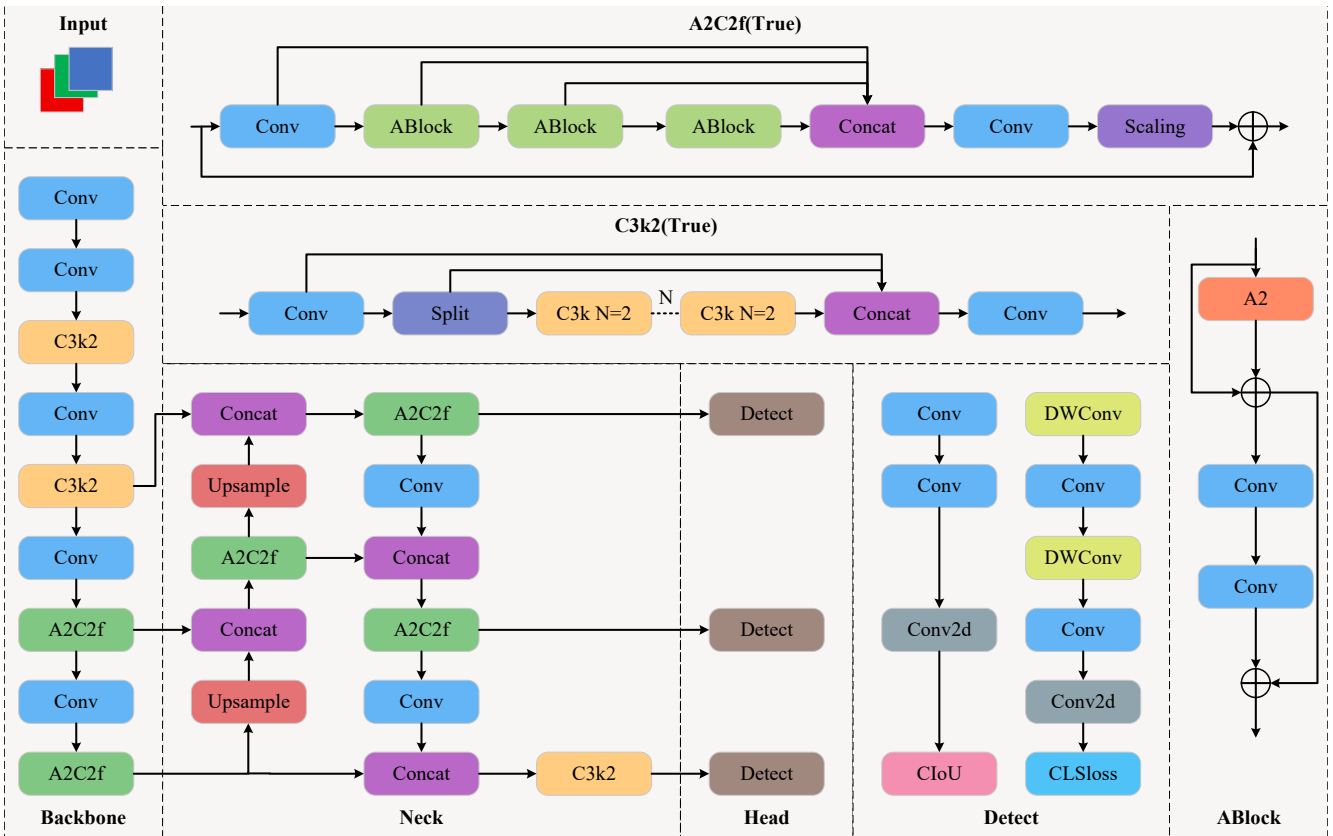 Input
A2C2f(True)
Conv
ABlock
ABlock
ABlock
Concat
Conv
Scaling
C3k2(True)
Conv
Split
C3k N=2
N
C3k N=2
Concat
Conv
Conv
Conv
C3k2
Conv
C3k2
Conv
A2C2f
Conv
A2C2f
Backbone
Concat
A2C2f
Upsample
Conv
A2C2f
Concat
Concat
A2C2f
Upsample
Conv
Concat
C3k2
Neck
Detect
Detect
Detect
Head
Conv
DWConv
Conv
Conv
DWConv
Conv2d
Conv
Conv2d
CIoU
CLSloss
Detect
A2
Conv
Conv
ABlock